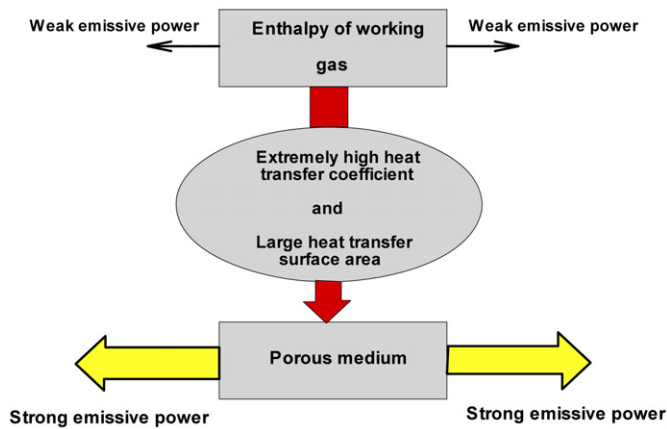 Weak emissive power
Enthalpy of working
gas
Weak emissive power
Extremely high heat
transfer coefficient
and
Large heat transfer
surface area
Porous medium
Strong emissive power
Strong emissive power